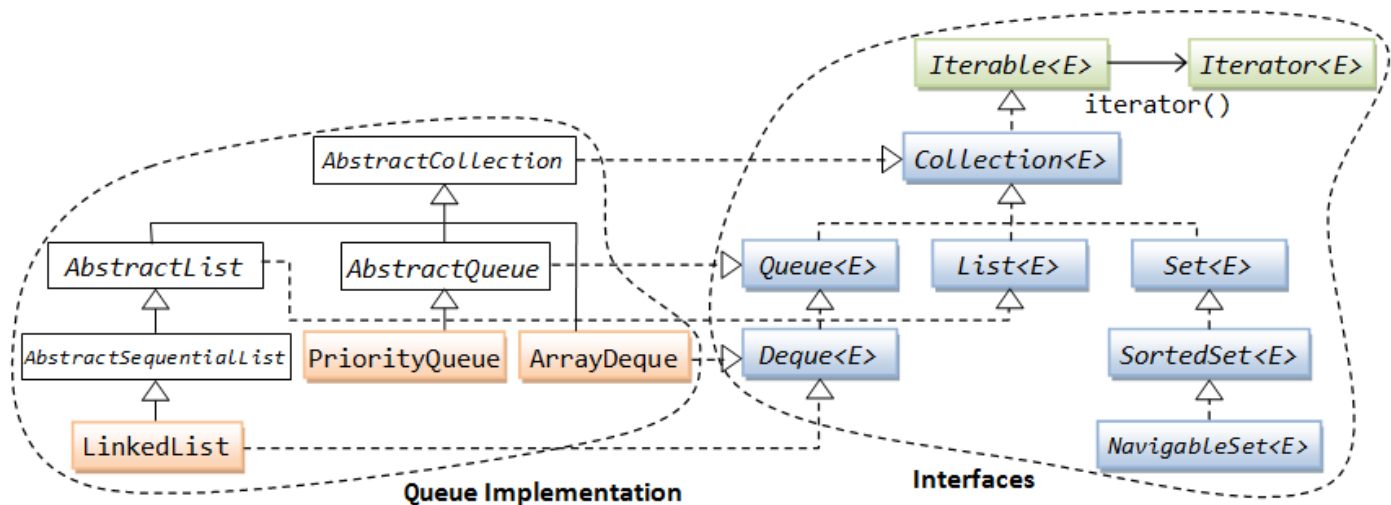 Iterable<E>
Iterator<E>
iterator()
AbstractCollection
Collection<E>
AbstractList
AbstractQueue
Queue<E>
List<E>
Set<E>
AbstractSequentialList
PriorityQueue
ArrayDeque
Deque<E>
SortedSet<E>
LinkedList
NavigableSet<E>
Queue Implementation
Interfaces